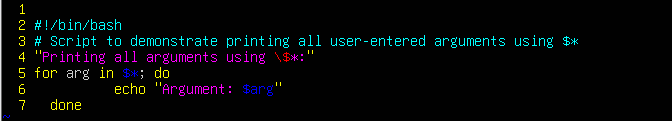 1
2 #!/bin/bash
3 # Script to demonstrate printing all user-entered arguments using $*
4 "Printing all arguments using \$*:"
5 for arg in $*; do
6 echo "Argument: $arg"
7 done
~